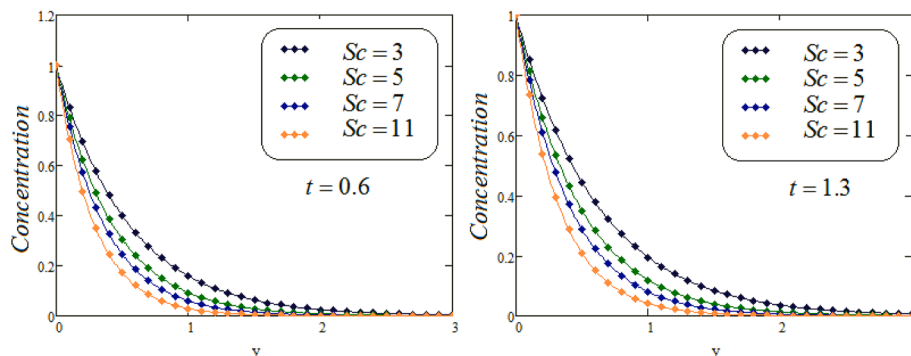 1.2
1
0.8
0.6
0.4
0.2
0
Concentration
Sc = 3
Sc = 5
Sc = 7
Sc = 11
t = 0.6
0 1 2 3
y
1
0.8
0.6
0.4
0.2
0
Concentration
Sc = 3
Sc = 5
Sc = 7
Sc = 11
t = 1.3
0 1 2
y